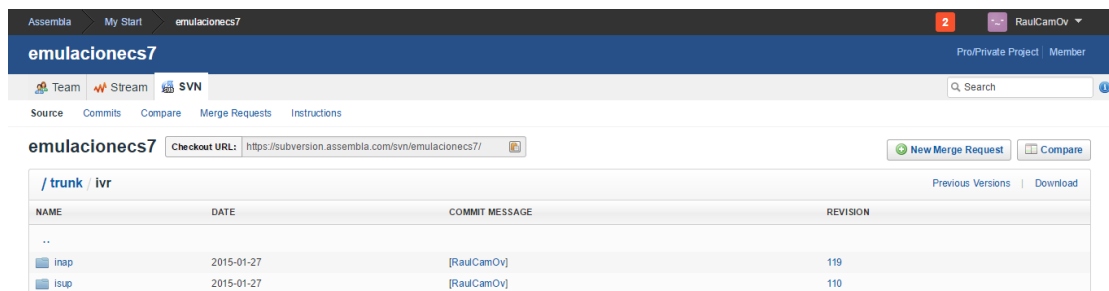 Assembla My Start emulacionecs7 2 RaulCamOv
emulacionecs7 Pro/Private Project | Member
Team Stream SVN Search
Source Commits Compare Merge Requests Instructions
emulacionecs7 Checkout URL: https://subversion.assembla.com/svn/emulacionecs7/ New Merge Request Compare
/ trunk / ivr Previous Versions | Download
NAME DATE COMMIT MESSAGE REVISION
..
inap 2015-01-27 [RaulCamOv] 119
isup 2015-01-27 [RaulCamOv] 110